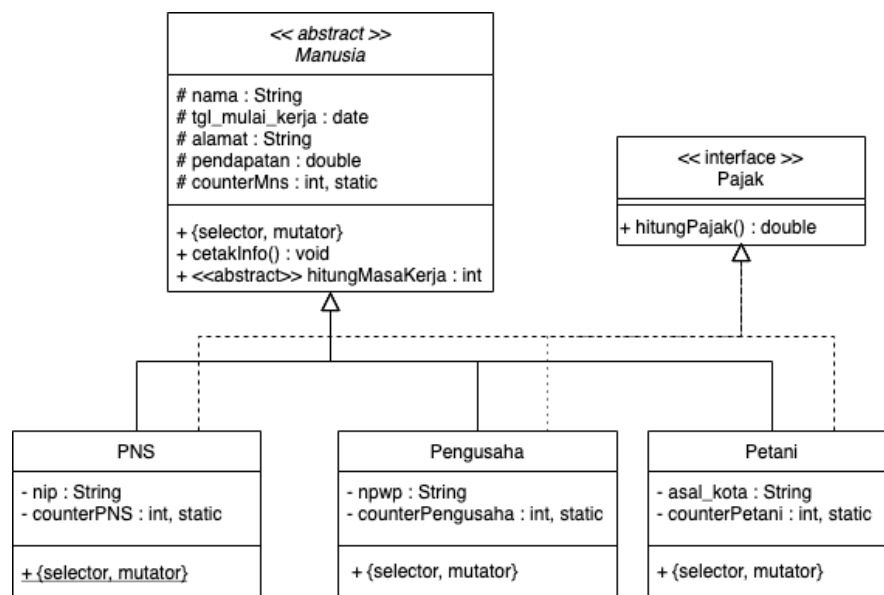 << abstract >>
Manusia
# nama : String
# tgl_mulai_kerja : date
# alamat : String
# pendapatan : double
# counterMns : int, static
+ {selector, mutator}
+ cetakInfo() : void
+ <<abstract>> hitungMasaKerja : int
<< interface >>
Pajak
+ hitungPajak() : double
PNS
- nip : String
- counterPNS : int, static
+ {selector, mutator}
Pengusaha
- npwp : String
- counterPengusaha : int, static
+ {selector, mutator}
Petani
- asal_kota : String
- counterPetani : int, static
+ {selector, mutator}